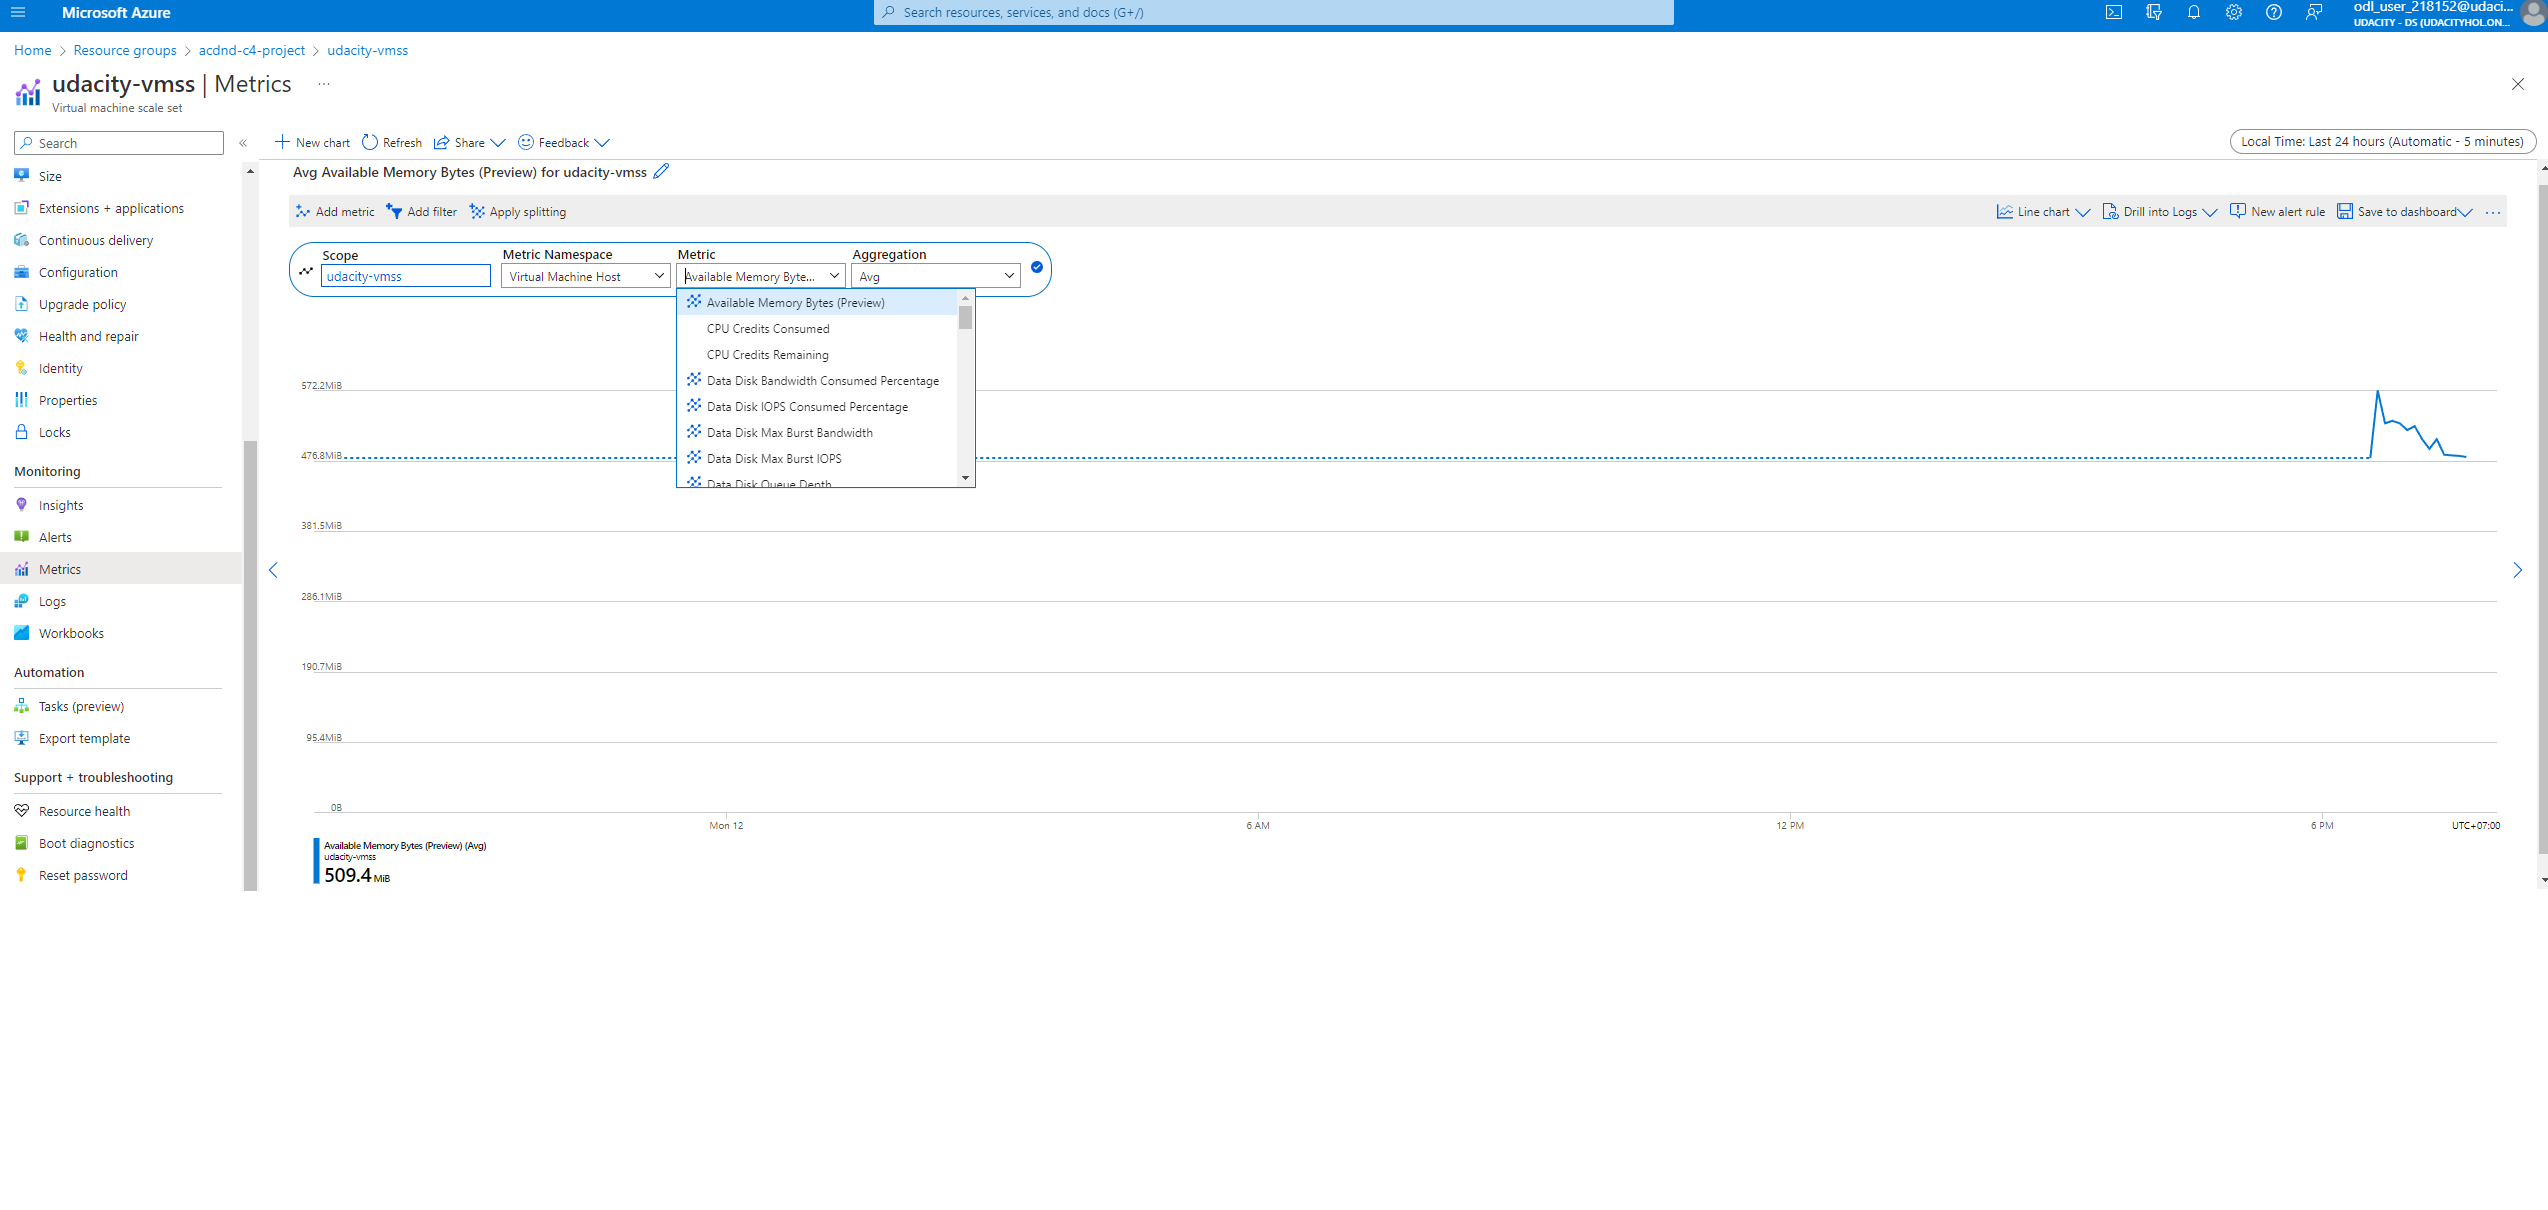 Microsoft Azure
Search resources, services, and docs (G+/)
odl_user_218152@udaci...
UDACITY - DS (UDACITYHOL.ON...
Home > Resource groups > acdnd-c4-project > udacity-vmss
udacity-vmss | Metrics ...
Virtual machine scale set
Search
«
New chart
Refresh
Share
Feedback
Local Time: Last 24 hours (Automatic - 5 minutes)
Size
Extensions + applications
Continuous delivery
Configuration
Upgrade policy
Health and repair
Identity
Properties
Locks
Monitoring
Insights
Alerts
Metrics
Logs
Workbooks
Automation
Tasks (preview)
Export template
Support + troubleshooting
Resource health
Boot diagnostics
Reset password
Avg Available Memory Bytes (Preview) for udacity-vmss
Add metric
Add filter
Apply splitting
Line chart
Drill into Logs
New alert rule
Save to dashboard
...
Scope
udacity-vmss
Metric Namespace
Virtual Machine Host
Metric
Available Memory Byte...
Aggregation
Avg
Available Memory Bytes (Preview)
CPU Credits Consumed
CPU Credits Remaining
Data Disk Bandwidth Consumed Percentage
Data Disk IOPS Consumed Percentage
Data Disk Max Burst Bandwidth
Data Disk Max Burst IOPS
Data Disk Queue Depth
572.2MiB
476.8MiB
381.5MiB
286.1MiB
190.7MiB
95.4MiB
0B
Mon 12
6 AM
12 PM
6 PM
UTC+07:00
Available Memory Bytes (Preview) (Avg)
udacity-vmss
509.4 MiB